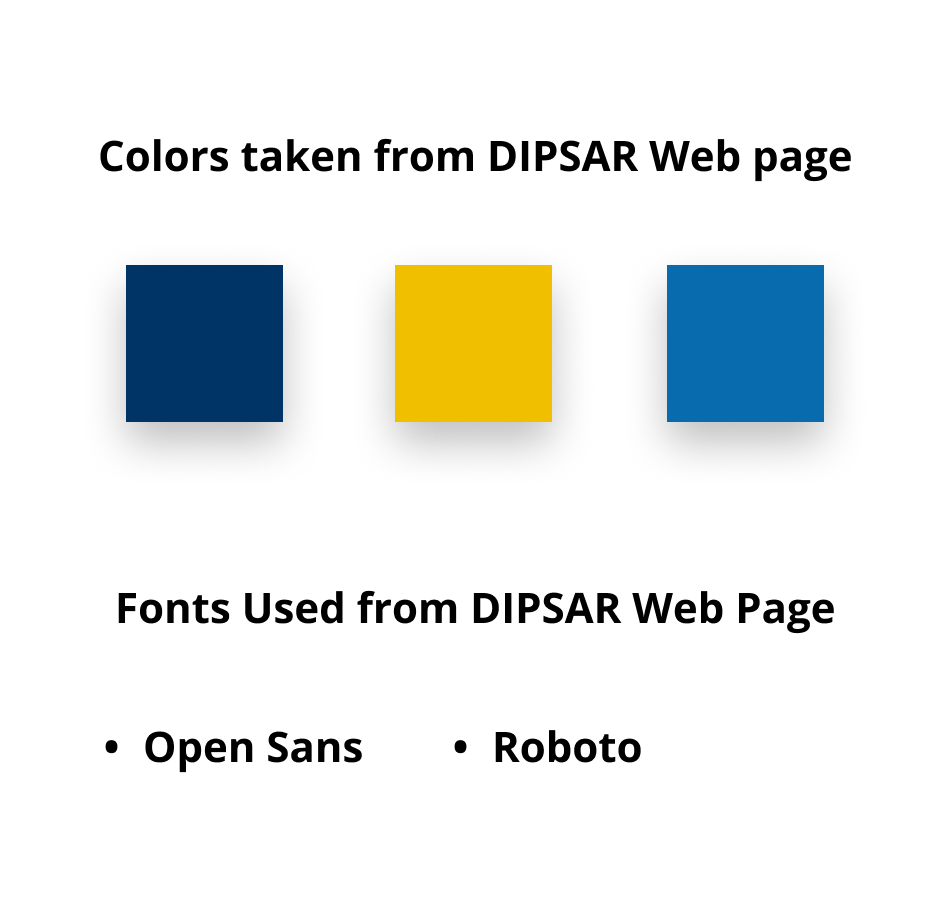 Colors taken from DIPSAR Web page
Fonts Used from DIPSAR Web Page
• Open Sans • Roboto